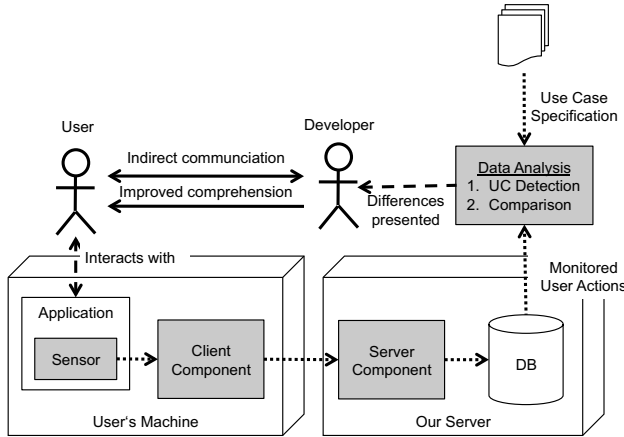 Use Case
Specification
User
Developer
Indirect communciation
Improved comprehension
Differences
presented
Data Analysis
1. UC Detection
2. Comparison
Interacts with
Monitored
User Actions
Application
Sensor
Client
Component
Server
Component
DB
User‘s Machine
Our Server